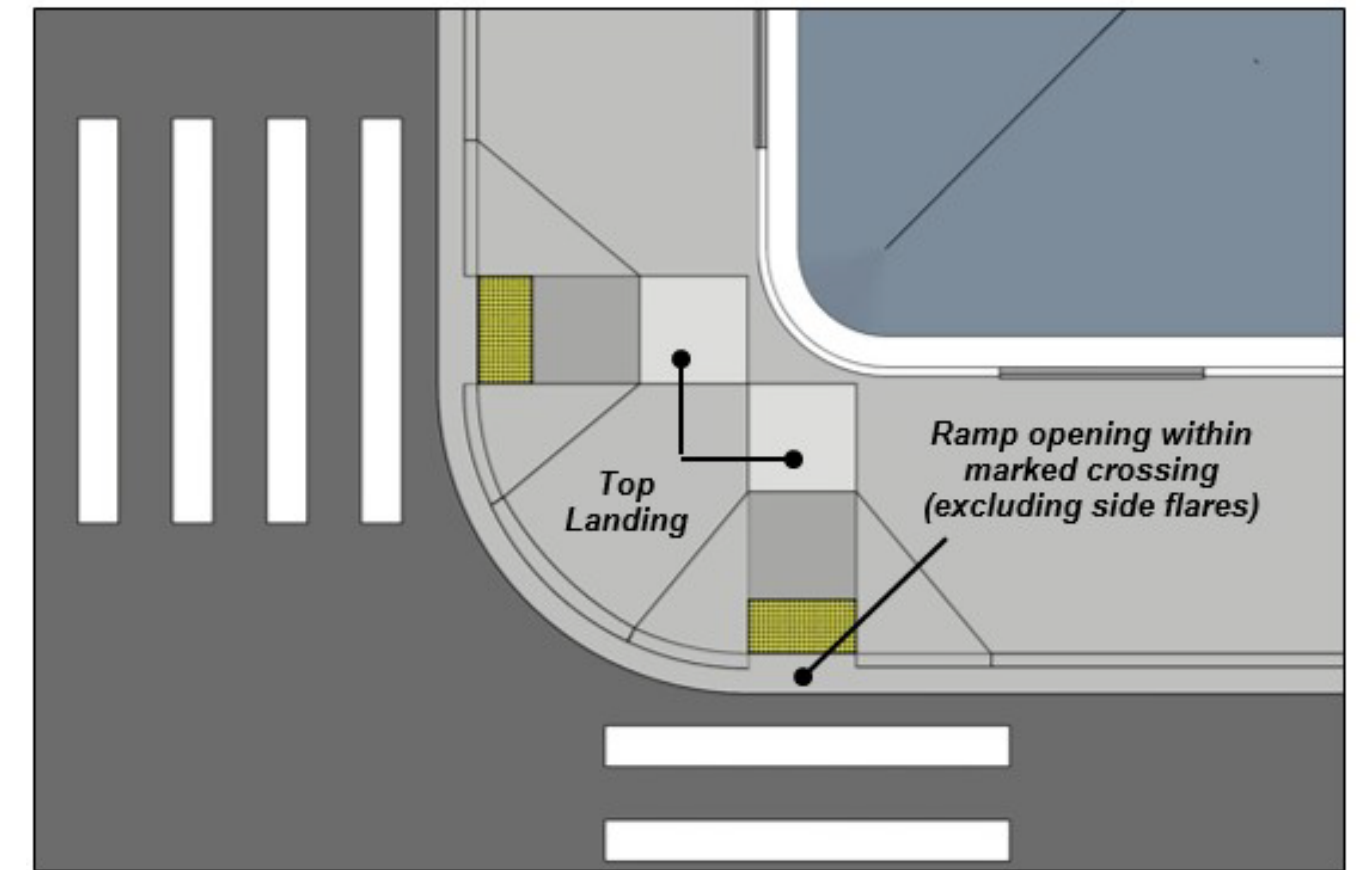 Top
Landing
Ramp opening within
marked crossing
(excluding side flares)